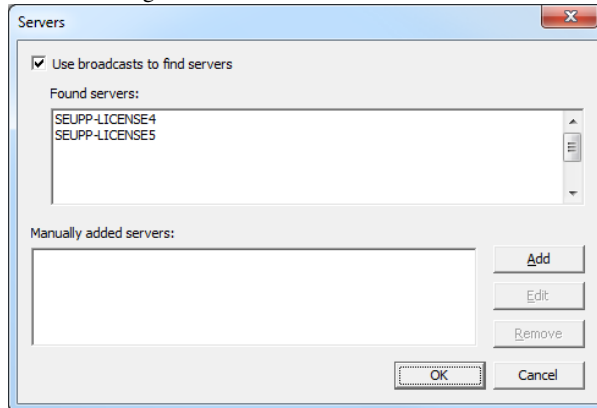 Servers
Use broadcasts to find servers
Found servers:
SEUPP-LICENSE4
SEUPP-LICENSE5
Manually added servers:
Add
Edit
Remove
OK
Cancel